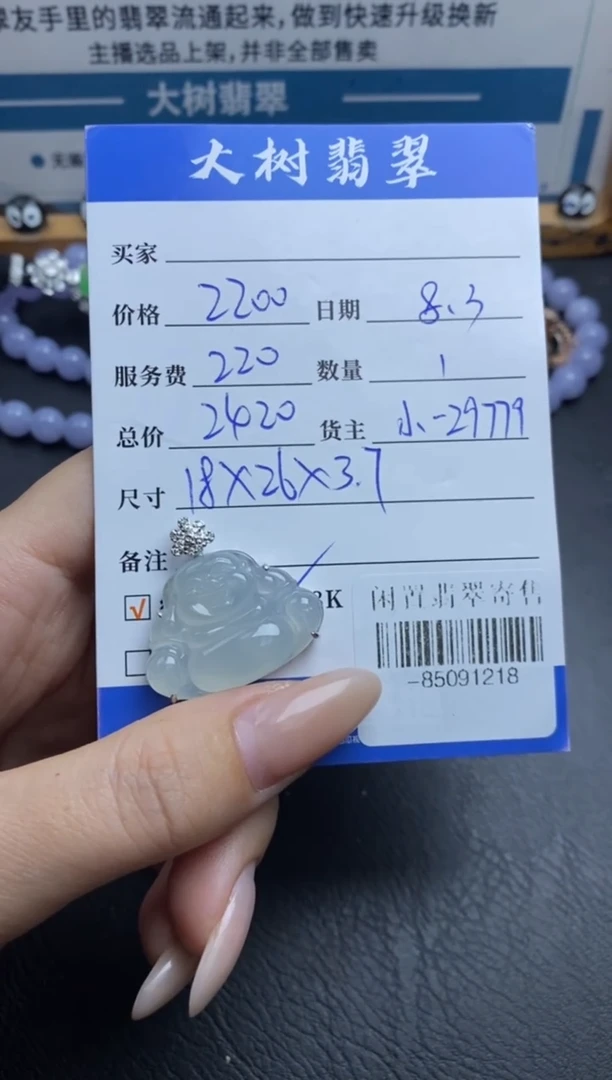 翠友手里的翡翠流通起来,做到快速升级换新
主播选品上架,并非全部售卖
大树翡翠
大树翡翠
买家
价格 2200 日期 8.3
服务费 220 数量 1
总价 2420 货主 小-29779
尺寸 18X26X3.7
备注
√ K
闲置翡翠寄售
-85091218